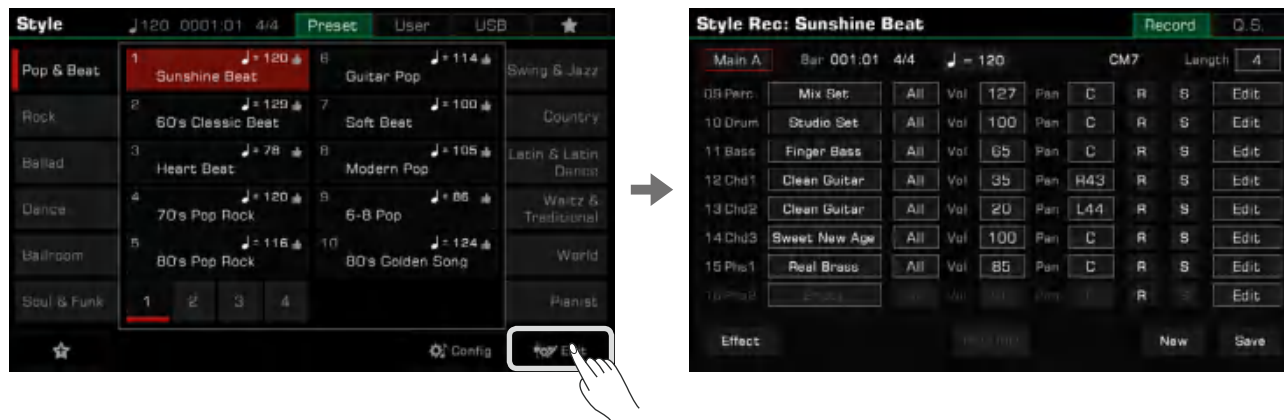 Style ♩120 0001:01 4/4 Preset User USB ★
Pop & Beat
Rock
Ballad
Dance
Ballroom
Soul & Funk
1 ♩= 120
Sunshine Beat
2 ♩= 129
60's Classic Beat
3 ♩= 78
Heart Beat
4 ♩= 120
70's Pop Rock
5 ♩= 116
80's Pop Rock
6 ♩= 114
Guitar Pop
7 ♩= 100
Soft Beat
8 ♩= 105
Modern Pop
9 ♩= 86
6-8 Pop
10 ♩= 124
80's Golden Song
1 2 3 4
Swing & Jazz
Country
Latin & Latin
Dance
Waltz &
Traditional
World
Pianist
Config
Style Rec: Sunshine Beat Record Q.S.
Main A Bar 001:01 4/4 ♩ = 120 CM7 Length 4
09 Perc Mix Set All Vol 127 Pan C R S Edit
10 Drum Studio Set All Vol 100 Pan C R S Edit
11 Bass Finger Bass All Vol 65 Pan C R S Edit
12 Chd1 Clean Guitar All Vol 35 Pan R43 R S Edit
13 Chd2 Clean Guitar All Vol 20 Pan L44 R S Edit
14 Chd3 Sweet New Age All Vol 100 Pan C R S Edit
15 Phs1 Real Brass All Vol 85 Pan C R S Edit
16 Phs2 Empty R S Edit
Effect New Save